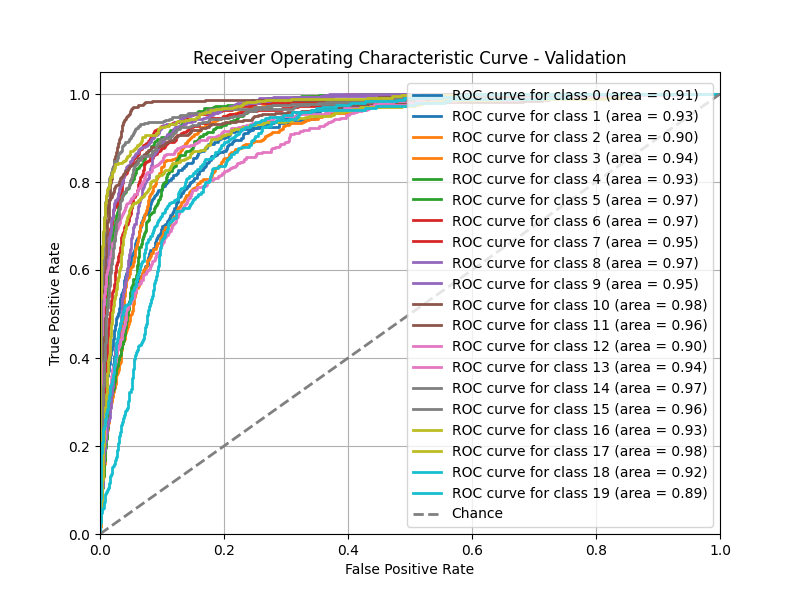 Receiver Operating Characteristic Curve - Validation
1.0
0.8
0.6
0.4
0.2
0.0
True Positive Rate
ROC curve for class 0 (area = 0.91)
ROC curve for class 1 (area = 0.93)
ROC curve for class 2 (area = 0.90)
ROC curve for class 3 (area = 0.94)
ROC curve for class 4 (area = 0.93)
ROC curve for class 5 (area = 0.97)
ROC curve for class 6 (area = 0.97)
ROC curve for class 7 (area = 0.95)
ROC curve for class 8 (area = 0.97)
ROC curve for class 9 (area = 0.95)
ROC curve for class 10 (area = 0.98)
ROC curve for class 11 (area = 0.96)
ROC curve for class 12 (area = 0.90)
ROC curve for class 13 (area = 0.94)
ROC curve for class 14 (area = 0.97)
ROC curve for class 15 (area = 0.96)
ROC curve for class 16 (area = 0.93)
ROC curve for class 17 (area = 0.98)
ROC curve for class 18 (area = 0.92)
ROC curve for class 19 (area = 0.89)
Chance
0.0 0.2 0.4 0.6 0.8 1.0
False Positive Rate